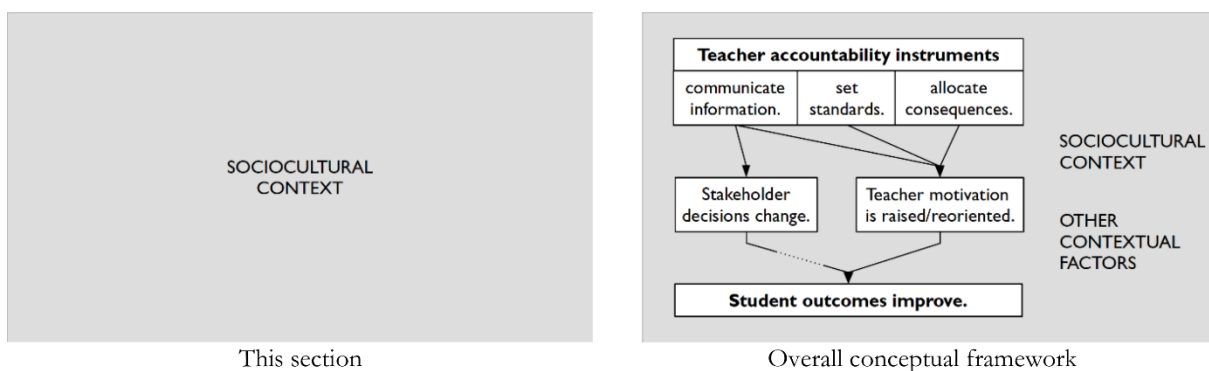 SOCIOCULTURAL
CONTEXT
This section
Teacher accountability instruments
communicate
information.
set
standards.
allocate
consequences.
Stakeholder
decisions change.
Teacher motivation
is raised/reoriented.
Student outcomes improve.
SOCIOCULTURAL
CONTEXT
OTHER
CONTEXTUAL
FACTORS
Overall conceptual framework